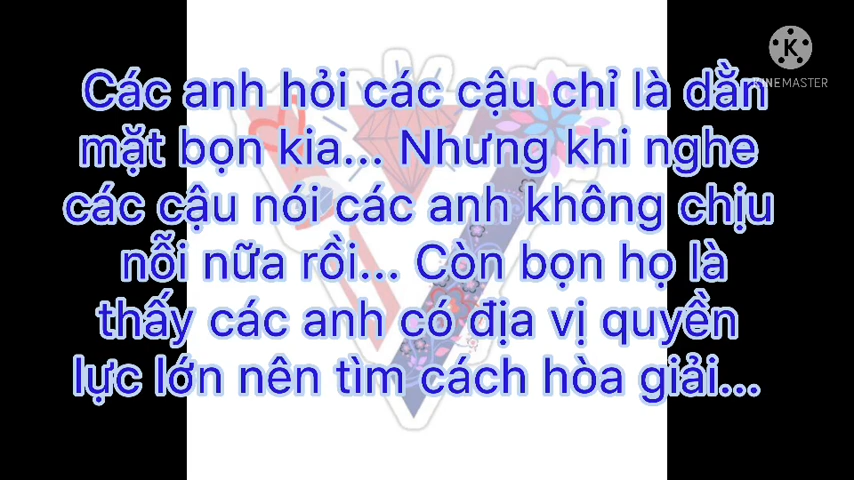 KINEMASTER
Các anh hỏi các cậu chỉ là dằn
mặt bọn kia... Nhưng khi nghe
các cậu nói các anh không chịu
nỗi nữa rồi... Còn bọn họ là
thấy các anh có địa vị quyền
lực lớn nên tìm cách hòa giải...